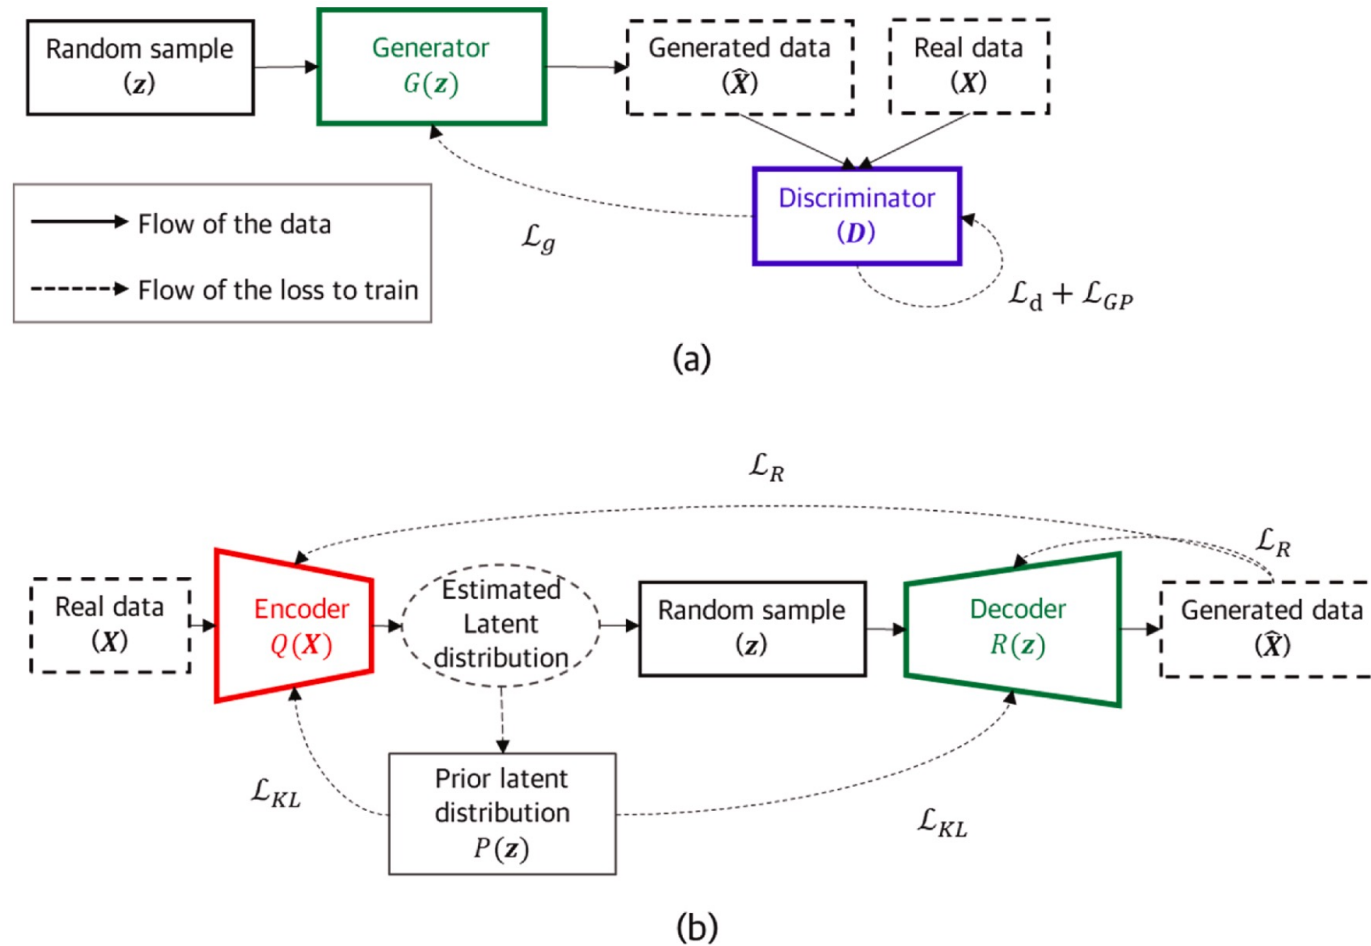 Random sample
(z)
Generator
G(z)
Generated data
(X̂)
Real data
(X)
Discriminator
(D)
Flow of the data
Flow of the loss to train
ℒg
ℒd + ℒGP
(a)
ℒR
ℒR
Real data
(X)
Encoder
Q(X)
Estimated
Latent
distribution
Random sample
(z)
Decoder
R(z)
Generated data
(X̂)
ℒKL
Prior latent
distribution
P(z)
ℒKL
(b)